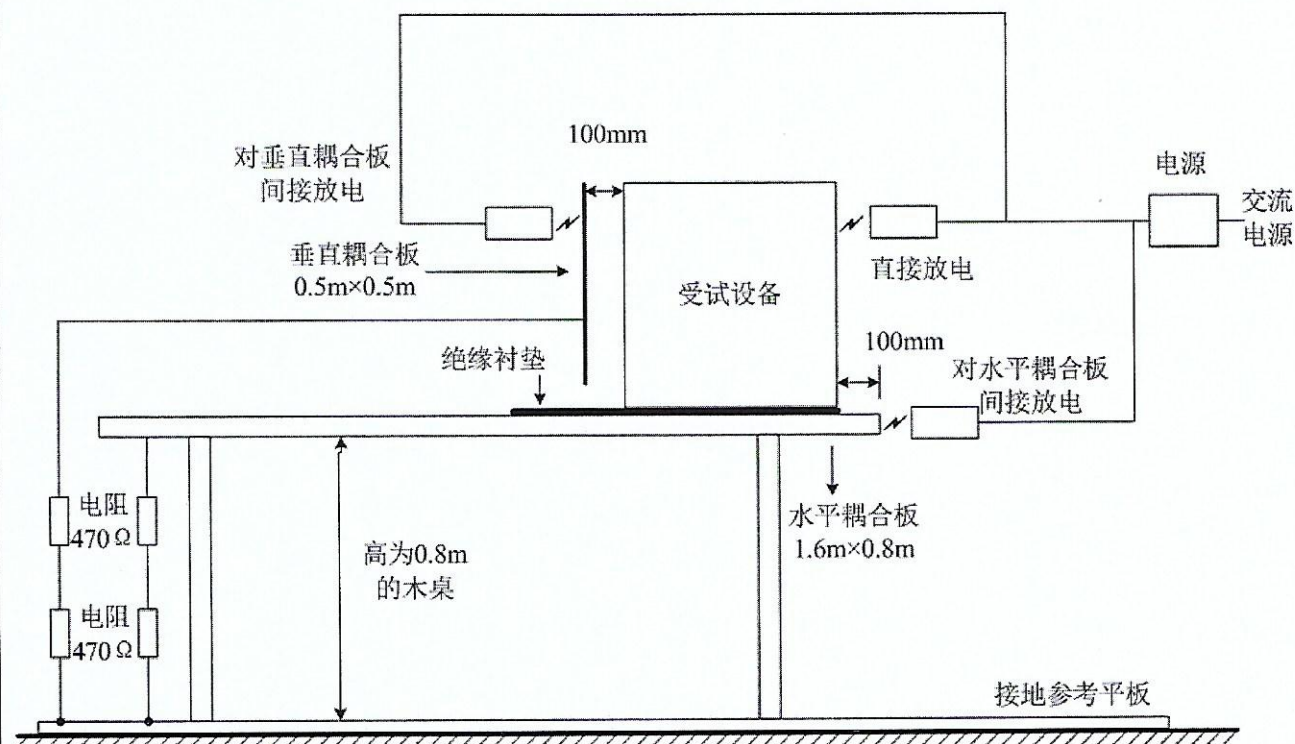 100mm
对垂直耦合板
间接放电
电源
交流
电源
垂直耦合板
0.5m×0.5m
受试设备
直接放电
100mm
绝缘衬垫
对水平耦合板
间接放电
电阻
470Ω
水平耦合板
1.6m×0.8m
高为0.8m
的木桌
电阻
470Ω
接地参考平板